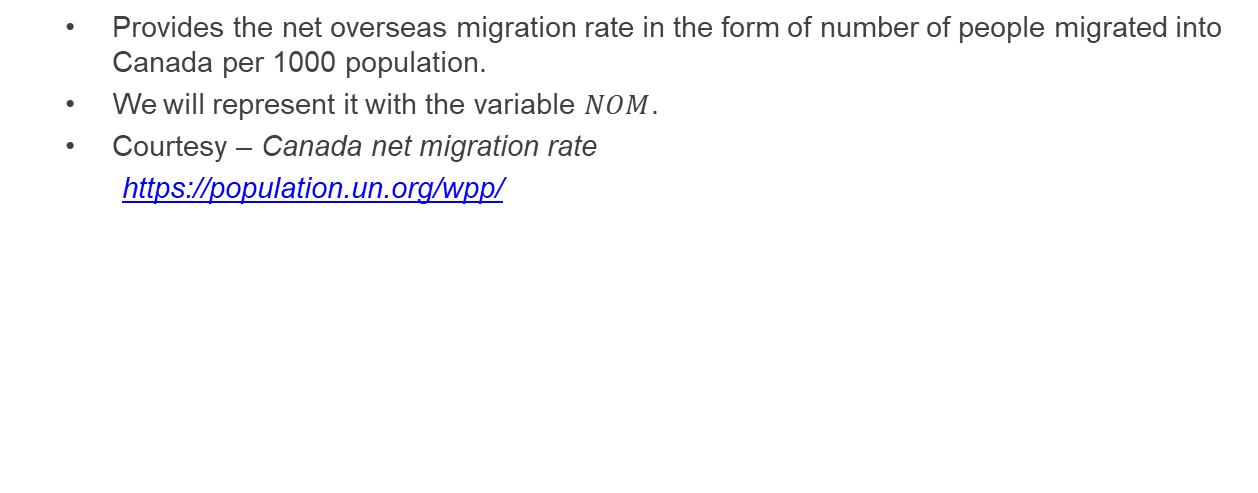 • Provides the net overseas migration rate in the form of number of people migrated into
Canada per 1000 population.
• We will represent it with the variable NOM.
• Courtesy – Canada net migration rate
https://population.un.org/wpp/